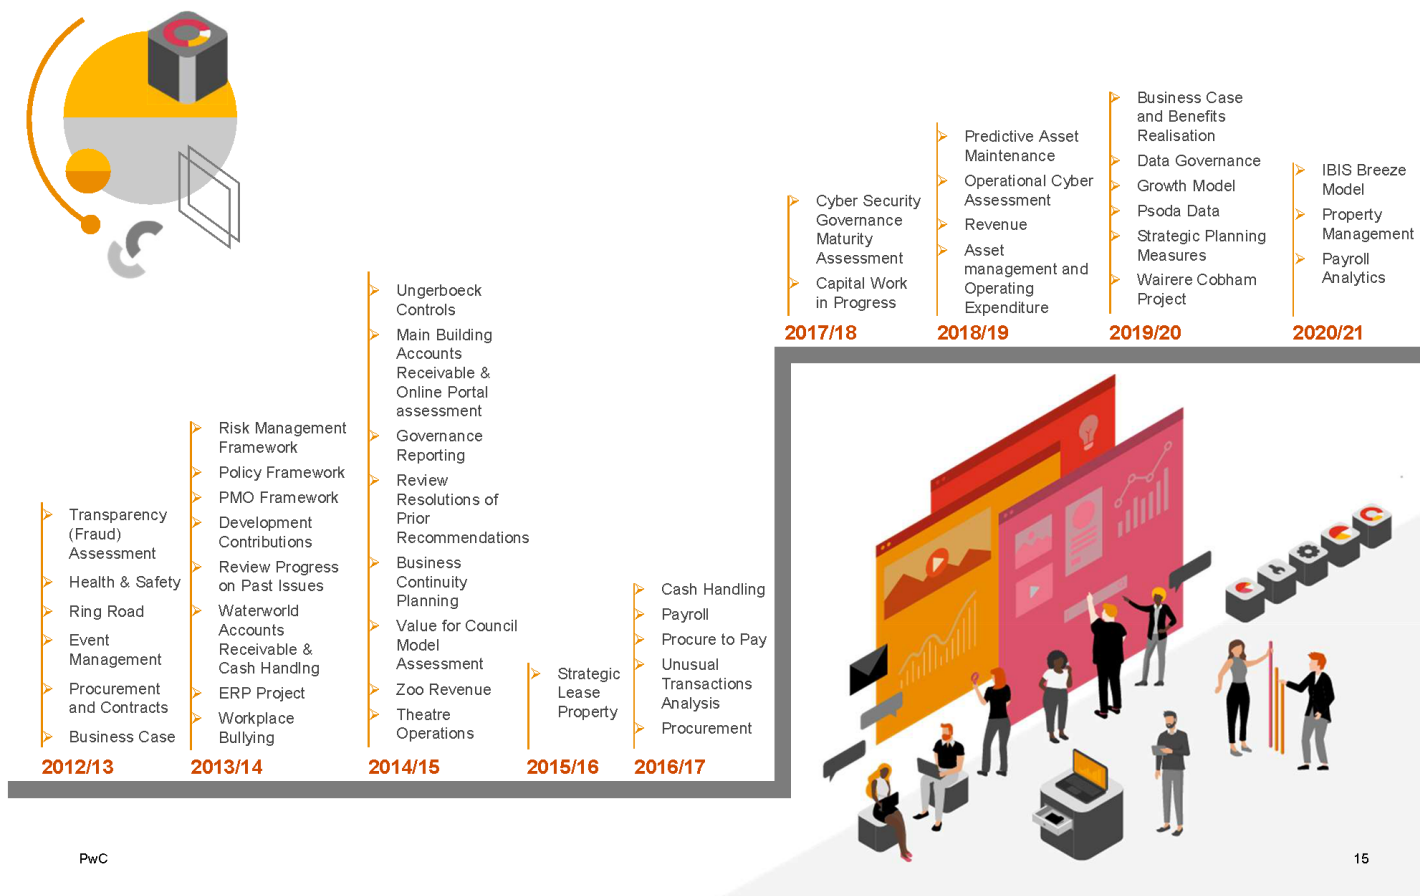 Transparency
(Fraud)
Assessment
Health & Safety
Ring Road
Event
Management
Procurement
and Contracts
Business Case
2012/13
Risk Management
Framework
Policy Framework
PMO Framework
Development
Contributions
Review Progress
on Past Issues
Waterworld
Accounts
Receivable &
Cash Handlng
ERP Project
Workplace
Bullying
2013/14
Ungerboeck
Controls
Main Building
Accounts
Receivable &
Online Portal
assessment
Governance
Reporting
Review
Resolutions of
Prior
Recommendations
Business
Continuity
Planning
Value for Council
Model
Assessment
Zoo Revenue
Theatre
Operations
2014/15
Strategic
Lease
Property
2015/16
Cash Handling
Payroll
Procure to Pay
Unusual
Transactions
Analysis
Procurement
2016/17
Cyber Security
Governance
Maturity
Assessment
Capital Work
in Progress
2017/18
Predictive Asset
Maintenance
Operational Cyber
Assessment
Revenue
Asset
management and
Operating
Expenditure
2018/19
Business Case
and Benefits
Realisation
Data Governance
Growth Model
Psoda Data
Strategic Planning
Measures
Wairere Cobham
Project
2019/20
IBIS Breeze
Model
Property
Management
Payroll
Analytics
2020/21
PwC
15